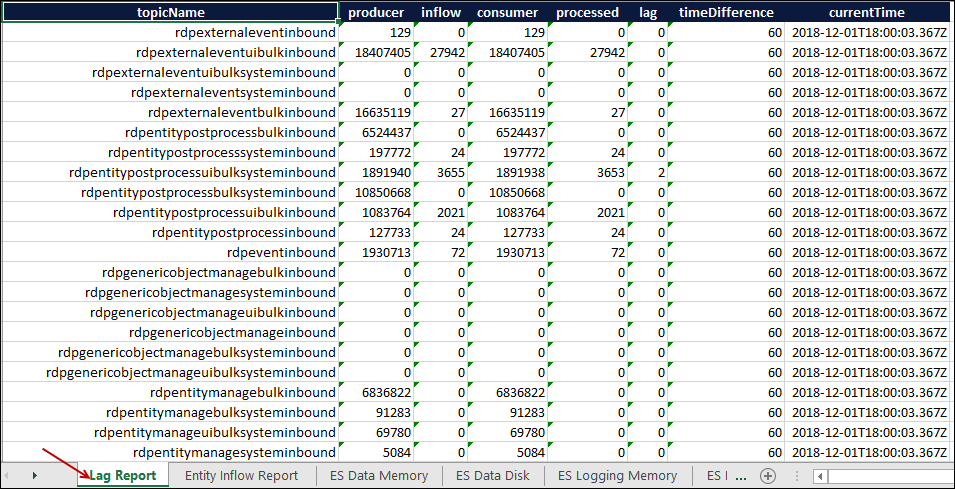 topicName producer inflow consumer processed lag timeDifference currentTime
rdpexternaleventinbound 129 0 129 0 0 60 2018-12-01T18:00:03.367Z
rdpexternaleventuibulkinbound 18407405 27942 18407405 27942 0 60 2018-12-01T18:00:03.367Z
rdpexternaleventuibulksysteminbound 0 0 0 0 0 60 2018-12-01T18:00:03.367Z
rdpexternaleventsysteminbound 0 0 0 0 0 60 2018-12-01T18:00:03.367Z
rdpexternaleventbulkinbound 16635119 27 16635119 27 0 60 2018-12-01T18:00:03.367Z
rdpentitypostprocessbulkinbound 6524437 0 6524437 0 0 60 2018-12-01T18:00:03.367Z
rdpentitypostprocesssysteminbound 197772 24 197772 24 0 60 2018-12-01T18:00:03.367Z
rdpentitypostprocessuibulksysteminbound 1891940 3655 1891938 3653 2 60 2018-12-01T18:00:03.367Z
rdpentitypostprocessbulksysteminbound 10850668 0 10850668 0 0 60 2018-12-01T18:00:03.367Z
rdpentitypostprocessuibulkinbound 1083764 2021 1083764 2021 0 60 2018-12-01T18:00:03.367Z
rdpentitypostprocessinbound 127733 24 127733 24 0 60 2018-12-01T18:00:03.367Z
rdpeventinbound 1930713 72 1930713 72 0 60 2018-12-01T18:00:03.367Z
rdpgenericobjectmanagebulkinbound 0 0 0 0 0 60 2018-12-01T18:00:03.367Z
rdpgenericobjectmanagesysteminbound 0 0 0 0 0 60 2018-12-01T18:00:03.367Z
rdpgenericobjectmanageuibulkinbound 0 0 0 0 0 60 2018-12-01T18:00:03.367Z
rdpgenericobjectmanageinbound 0 0 0 0 0 60 2018-12-01T18:00:03.367Z
rdpgenericobjectmanagebulksysteminbound 0 0 0 0 0 60 2018-12-01T18:00:03.367Z
rdpgenericobjectmanageuibulksysteminbound 0 0 0 0 0 60 2018-12-01T18:00:03.367Z
rdpentitymanagebulkinbound 6836822 0 6836822 0 0 60 2018-12-01T18:00:03.367Z
rdpentitymanagebulksysteminbound 91283 0 91283 0 0 60 2018-12-01T18:00:03.367Z
rdpentitymanageuibulksysteminbound 69780 0 69780 0 0 60 2018-12-01T18:00:03.367Z
rdpentitymanagesysteminbound 5084 0 5084 0 0 60 2018-12-01T18:00:03.367Z
Lag Report Entity Inflow Report ES Data Memory ES Data Disk ES Logging Memory ES I ...